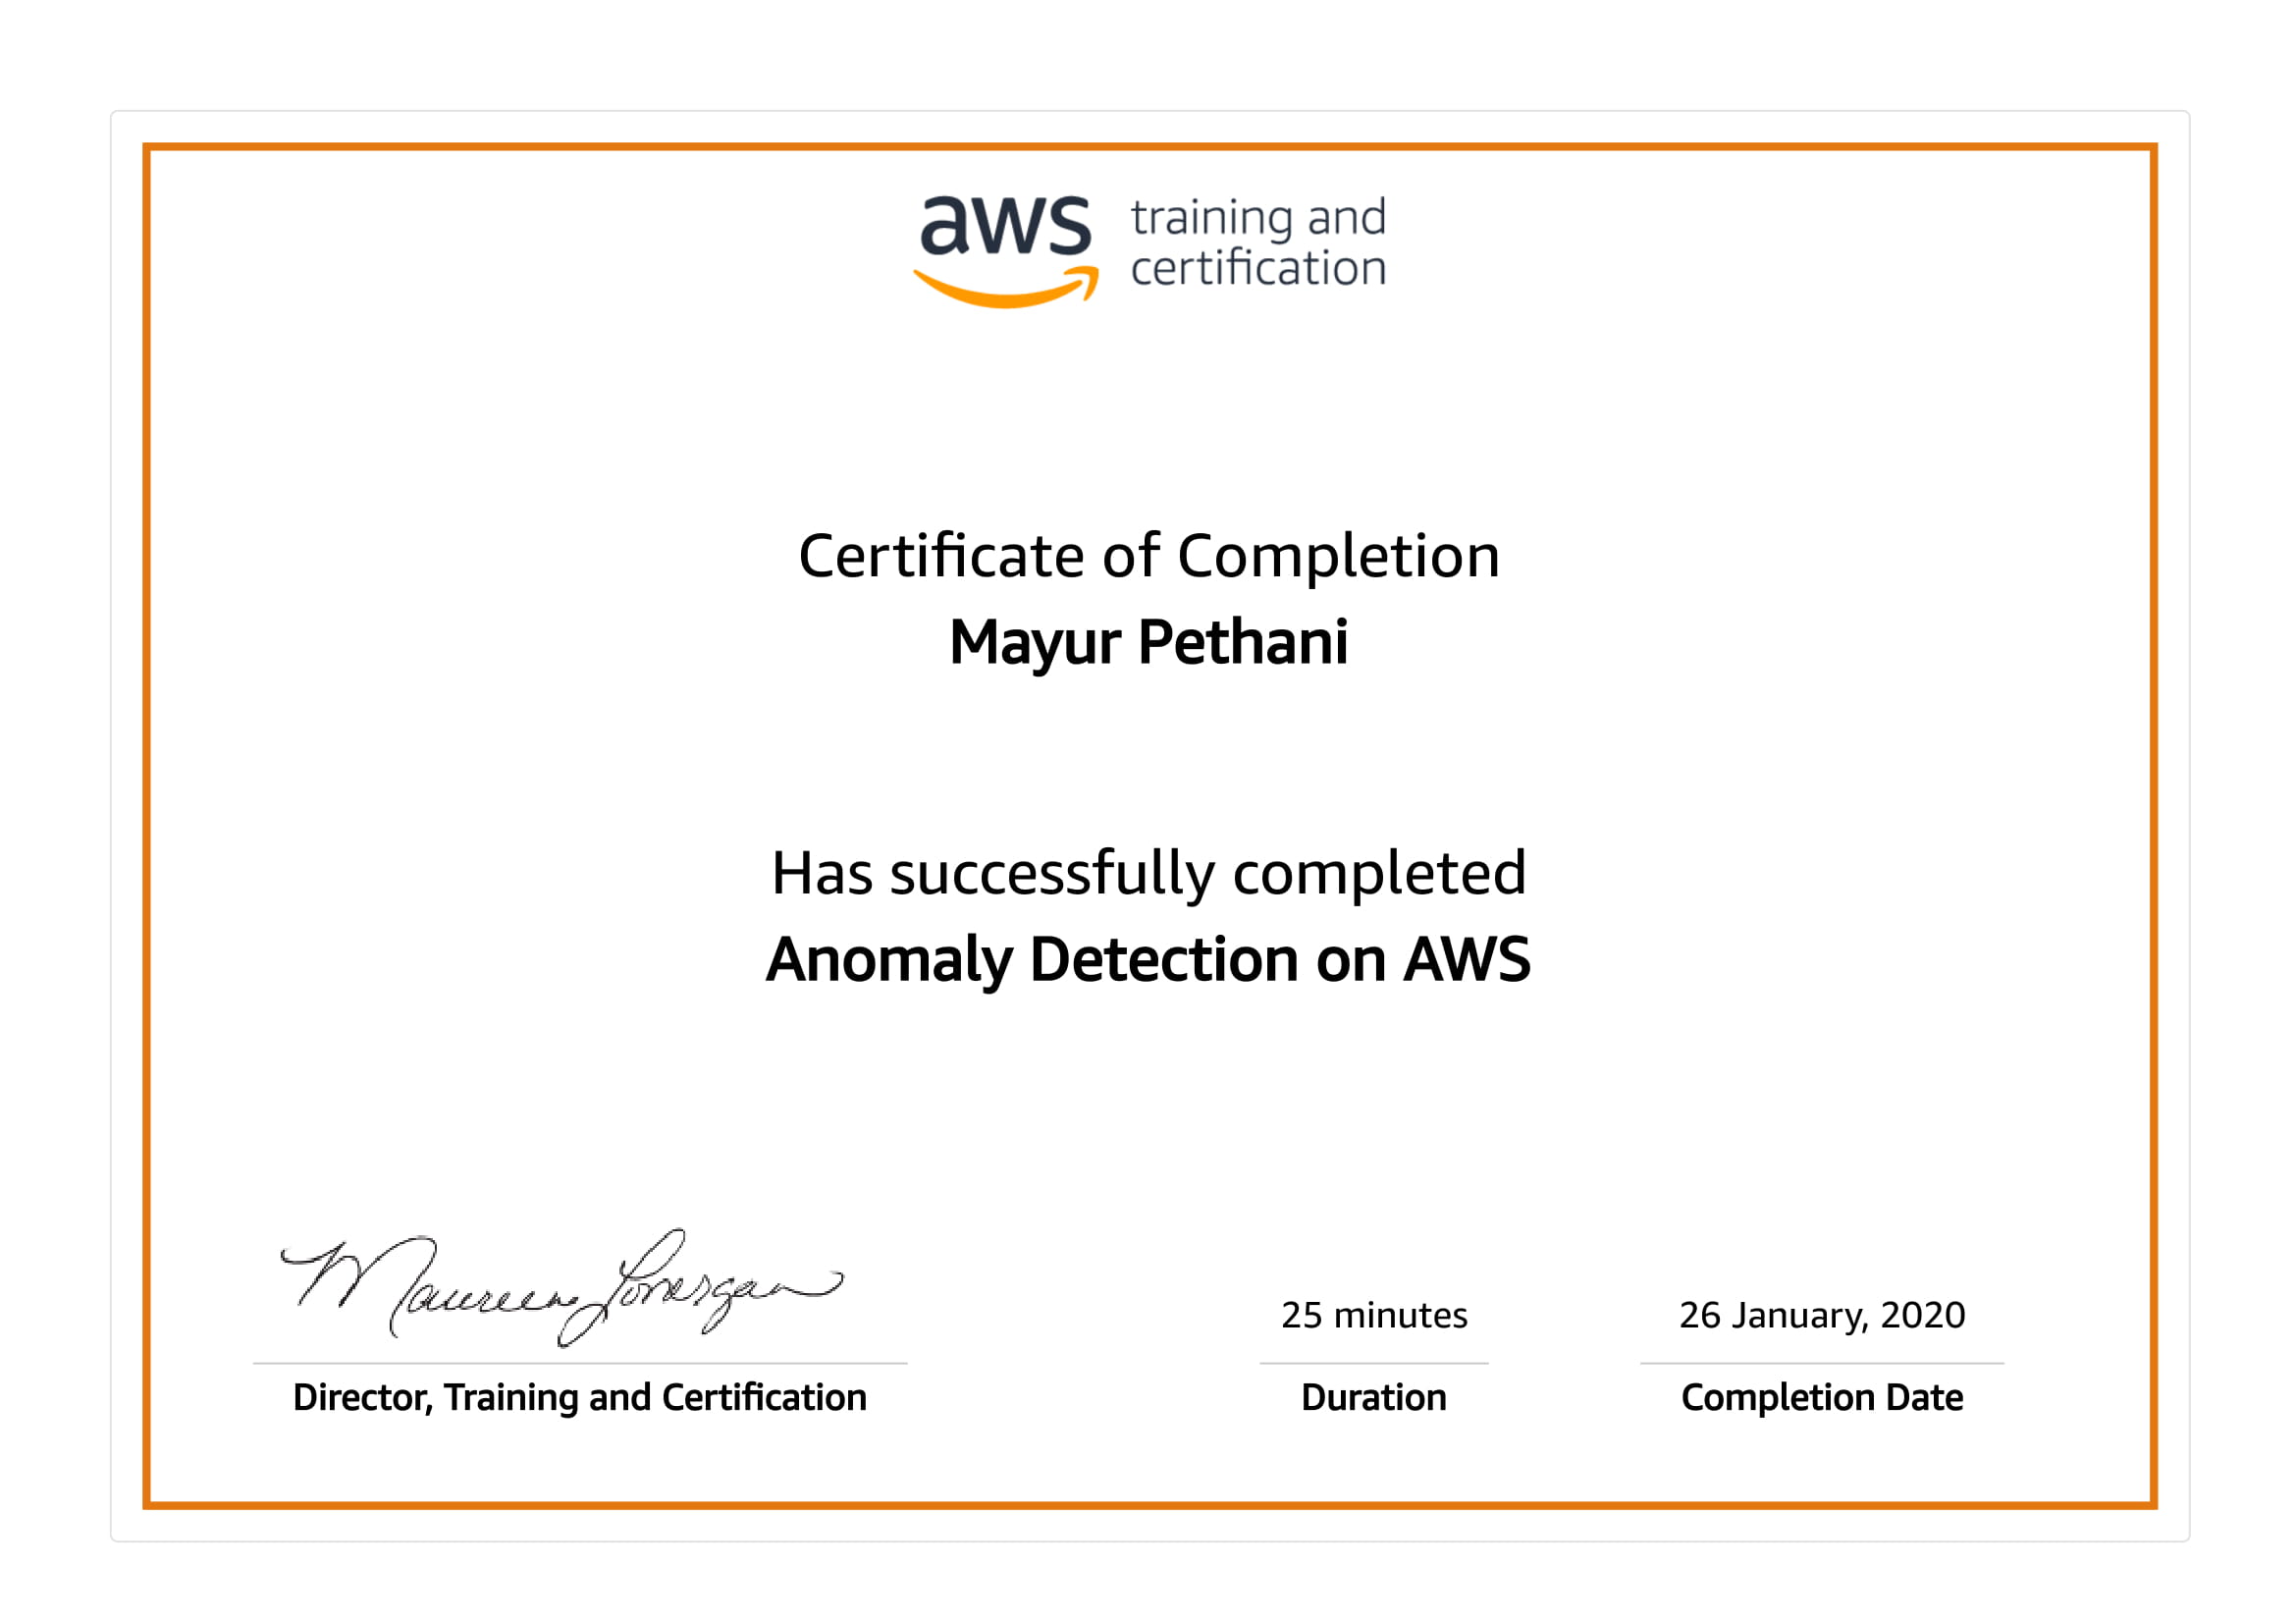 aws training and
certification
Certificate of Completion
Mayur Pethani
Has successfully completed
Anomaly Detection on AWS
Maureen Lonergan
25 minutes
26 January, 2020
Director, Training and Certification
Duration
Completion Date